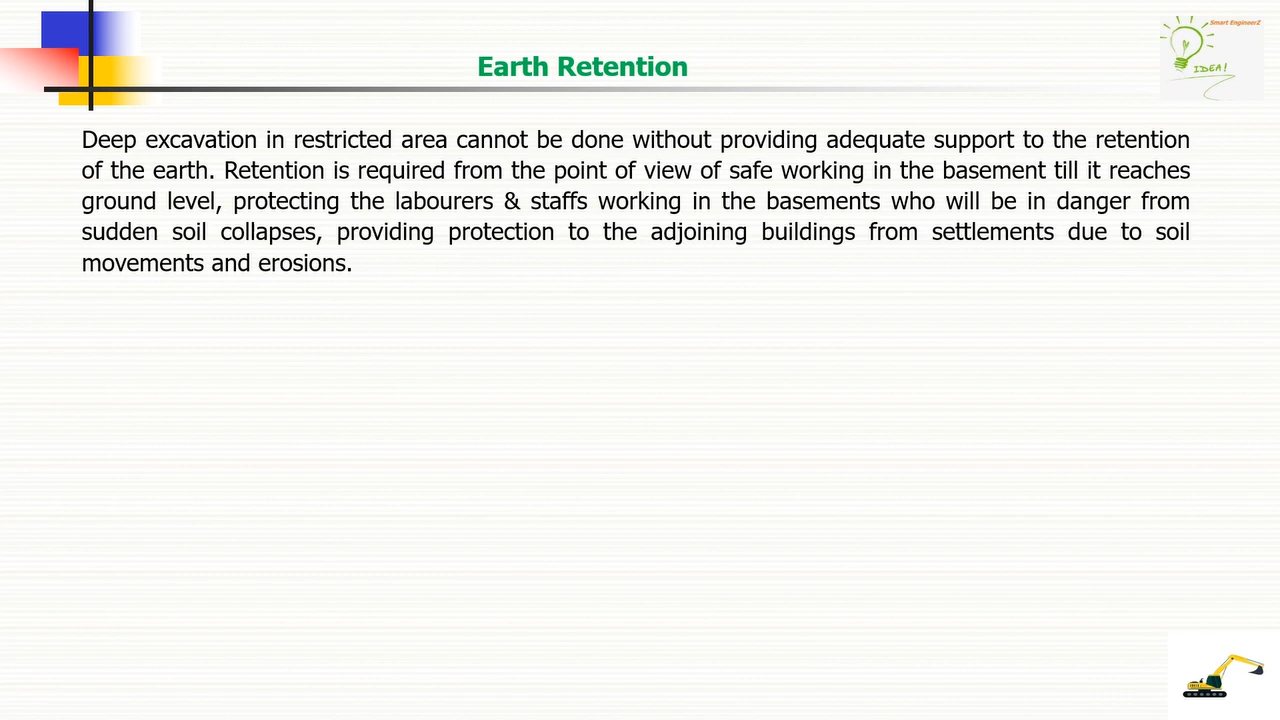 Smart EngineerZ
IDEA!
Earth Retention
Deep excavation in restricted area cannot be done without providing adequate support to the retention
of the earth. Retention is required from the point of view of safe working in the basement till it reaches
ground level, protecting the labourers & staffs working in the basements who will be in danger from
sudden soil collapses, providing protection to the adjoining buildings from settlements due to soil
movements and erosions.